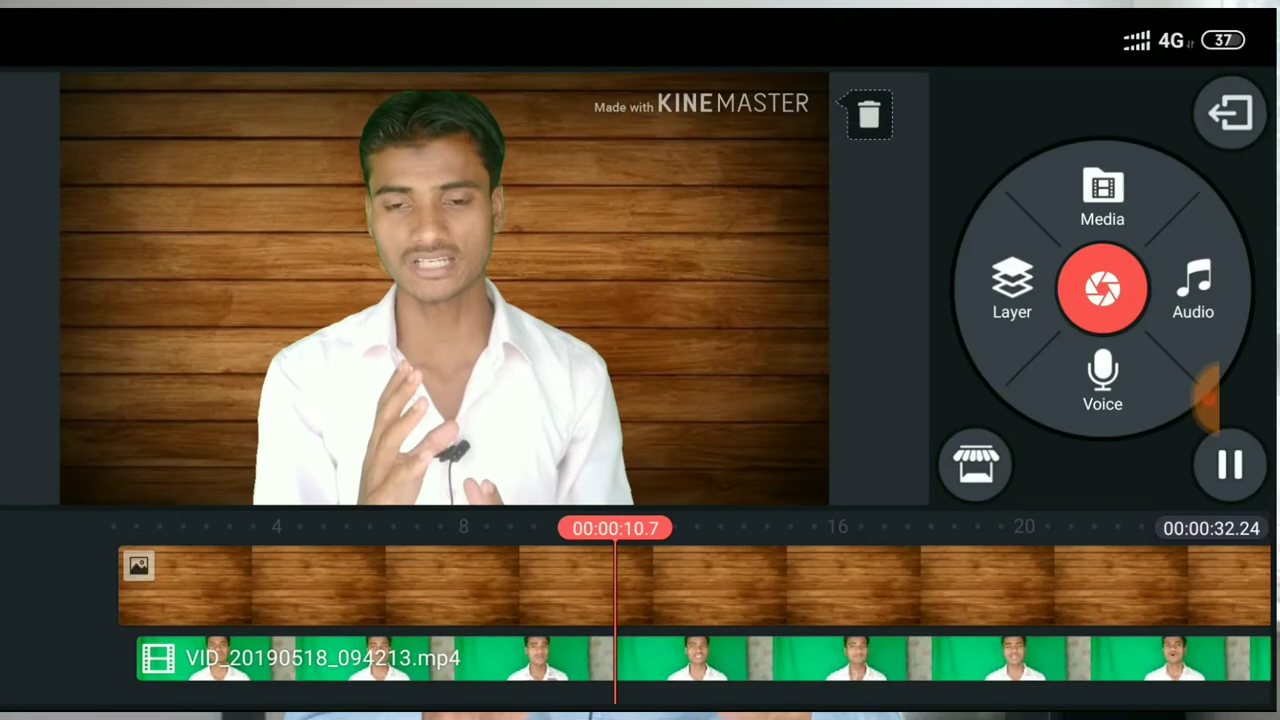 4G 37
Made with KINEMASTER
Media
Layer
Audio
Voice
4 8 00:00:10.7 16 20 00:00:32.24
VID_20190518_094213.mp4